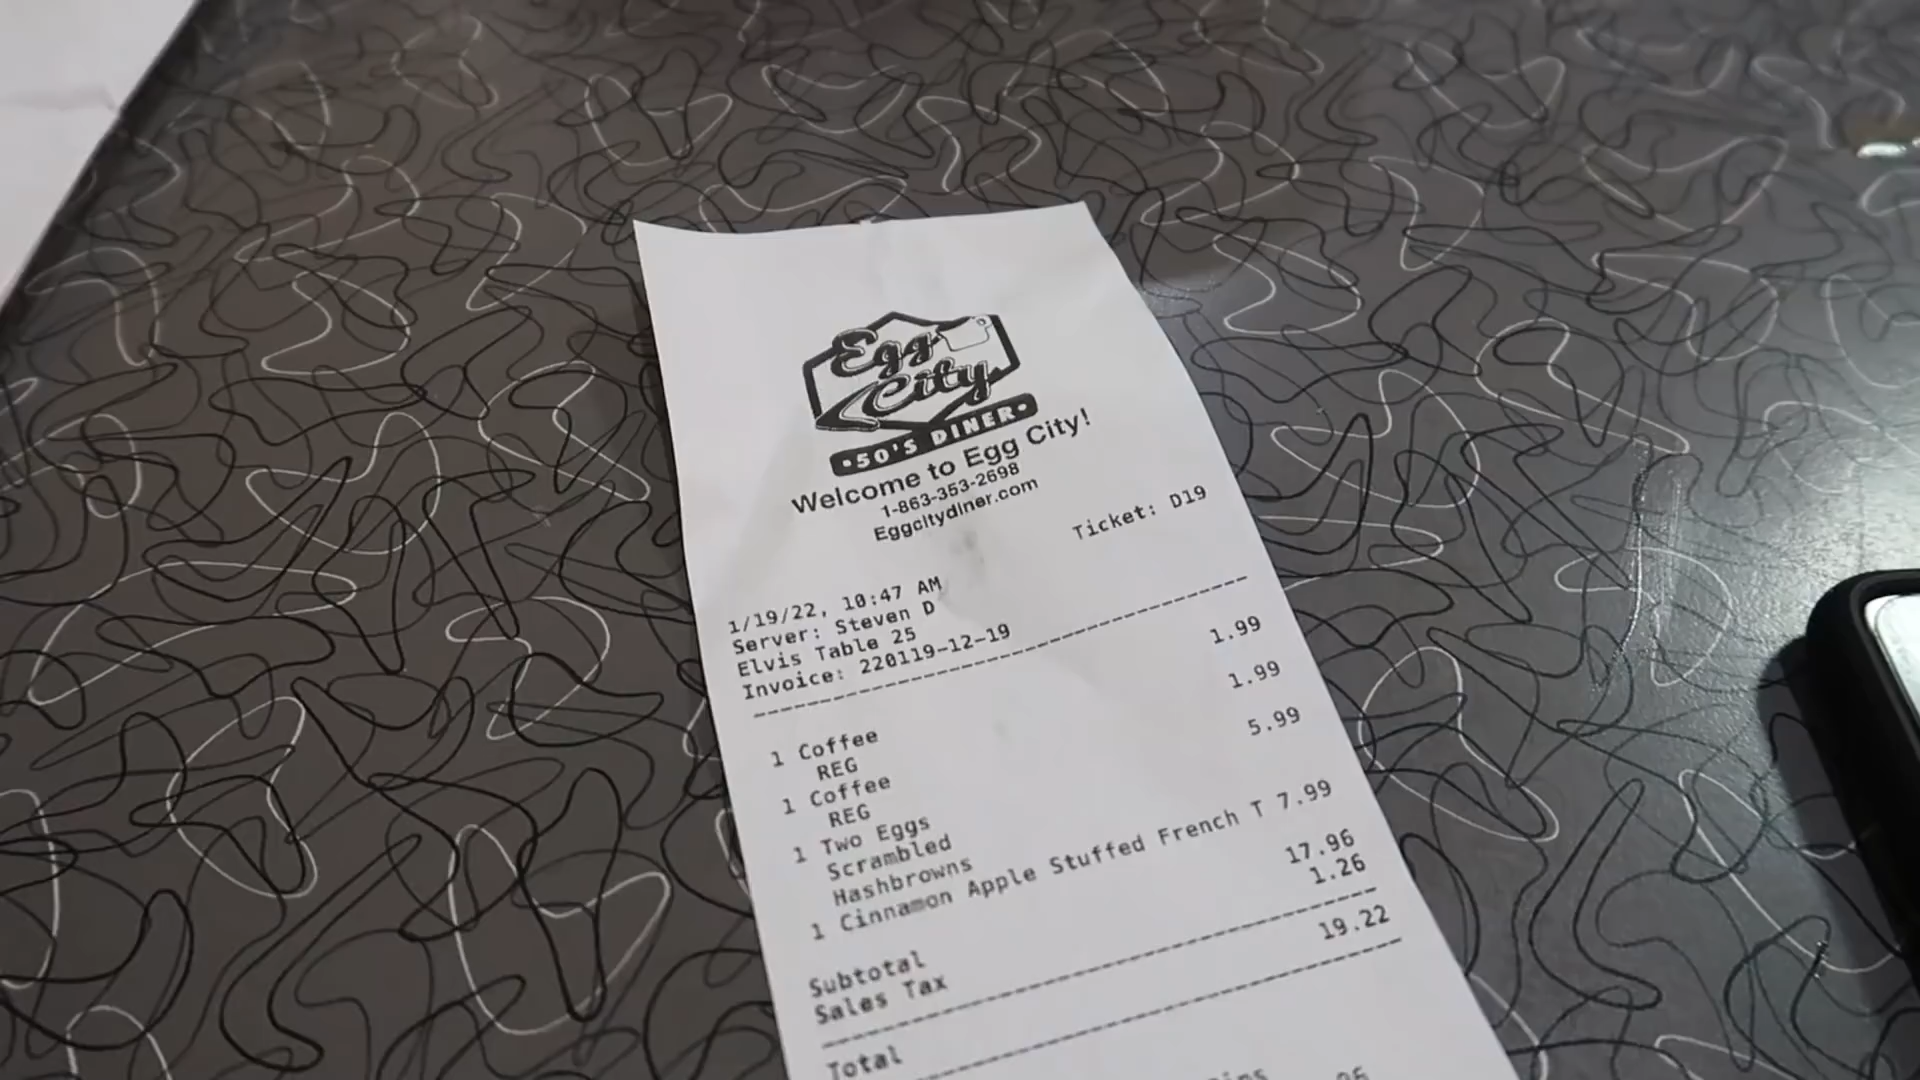 Egg
City
•50'S DINER•
Welcome to Egg City!
1-863-353-2698
Eggcitydiner.com
Ticket: D19
1/19/22, 10:47 AM
Server: Steven D
Elvis Table 25
Invoice: 220119-12-19
1 Coffee 1.99
REG
1 Coffee 1.99
REG
1 Two Eggs 5.99
Scrambled
Hashbrowns
1 Cinnamon Apple Stuffed French T 7.99
Subtotal 17.96
Sales Tax 1.26
Total 19.22